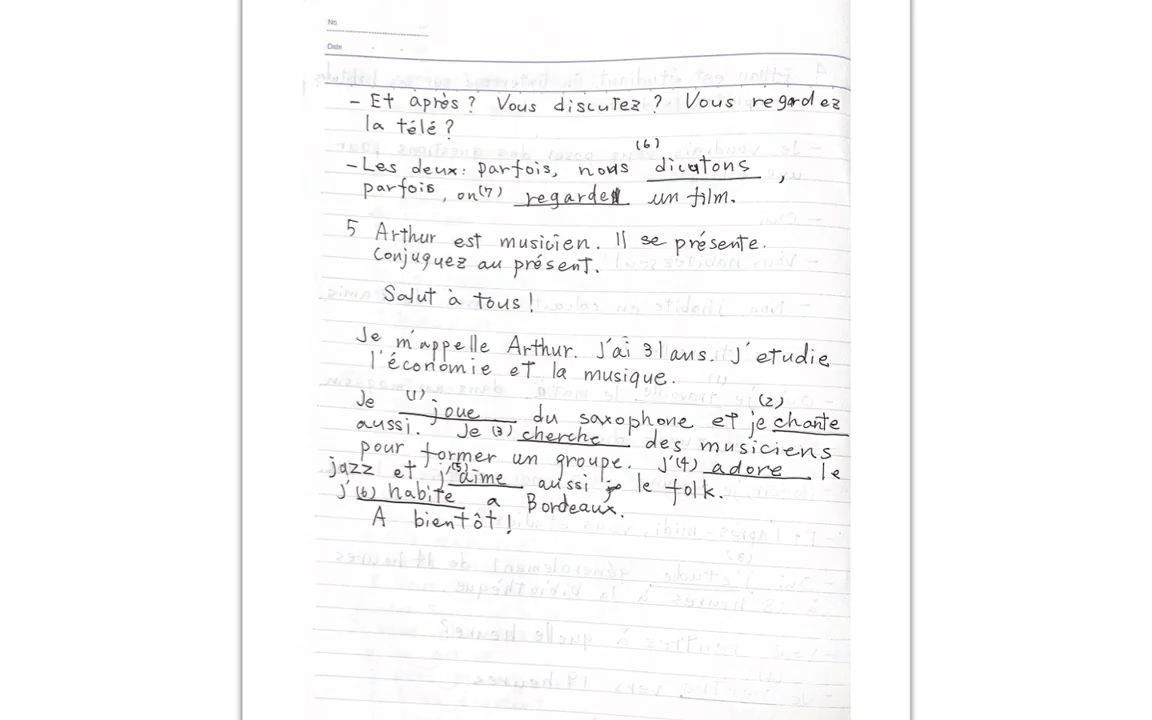 No.
Date
- Et après ? Vous discutez ? Vous regardez
la télé ?
(6)
- Les deux : parfois, nous dicutons ,
parfois, on (7) regarde un film.
5 Arthur est musicien. Il se présente.
Conjuguez au présent.
Salut à tous !
Je m'appelle Arthur. J'ai 31 ans. J'etudie
l'économie et la musique.
Je (1) joue du saxophone et je (2) chante
aussi. Je (3) cherche des musiciens
pour former un groupe. J'(4) adore le
jazz et j'(5) aime aussi le folk.
J'(6) habite a Bordeaux.
A bientôt !